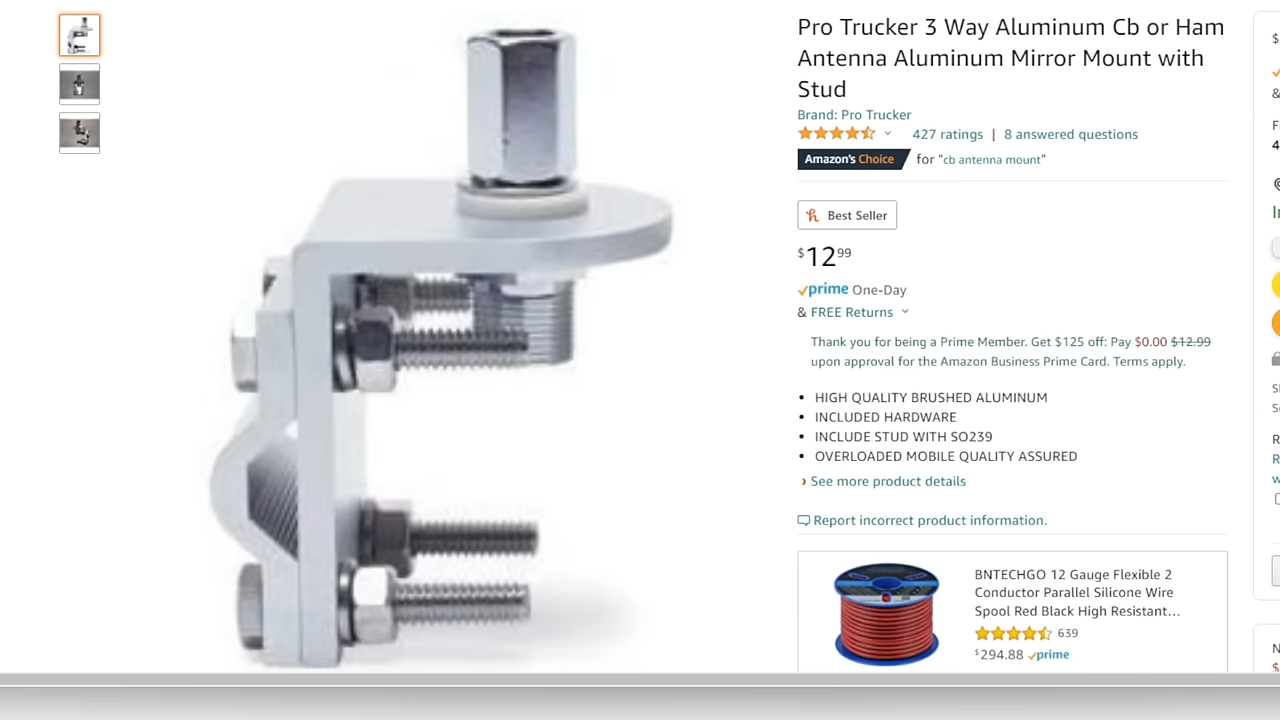 Pro Trucker 3 Way Aluminum Cb or Ham
Antenna Aluminum Mirror Mount with
Stud
Brand: Pro Trucker
427 ratings | 8 answered questions
Amazon's Choice for "cb antenna mount"
Best Seller
$12 99
prime One-Day
& FREE Returns
Thank you for being a Prime Member. Get $125 off: Pay $0.00 $12.99
upon approval for the Amazon Business Prime Card. Terms apply.
• HIGH QUALITY BRUSHED ALUMINUM
• INCLUDED HARDWARE
• INCLUDE STUD WITH SO239
• OVERLOADED MOBILE QUALITY ASSURED
› See more product details
Report incorrect product information.
BNTECHGO 12 Gauge Flexible 2
Conductor Parallel Silicone Wire
Spool Red Black High Resistant…
639
$294.88 prime